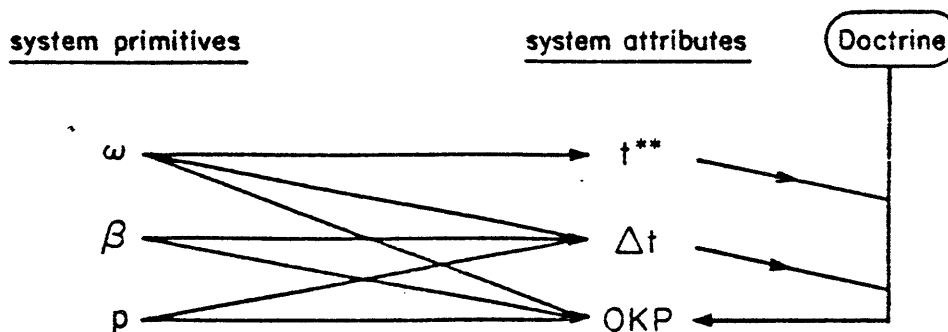 system primitives system attributes Doctrine
ω t**
β Δt
p OKP